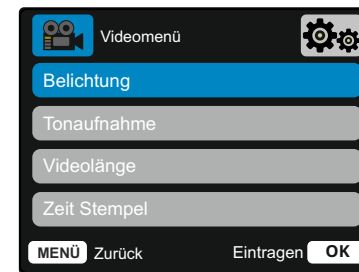 Videomenü
Belichtung
Tonaufnahme
Videolänge
Zeit Stempel
MENÜ Zurück Eintragen OK